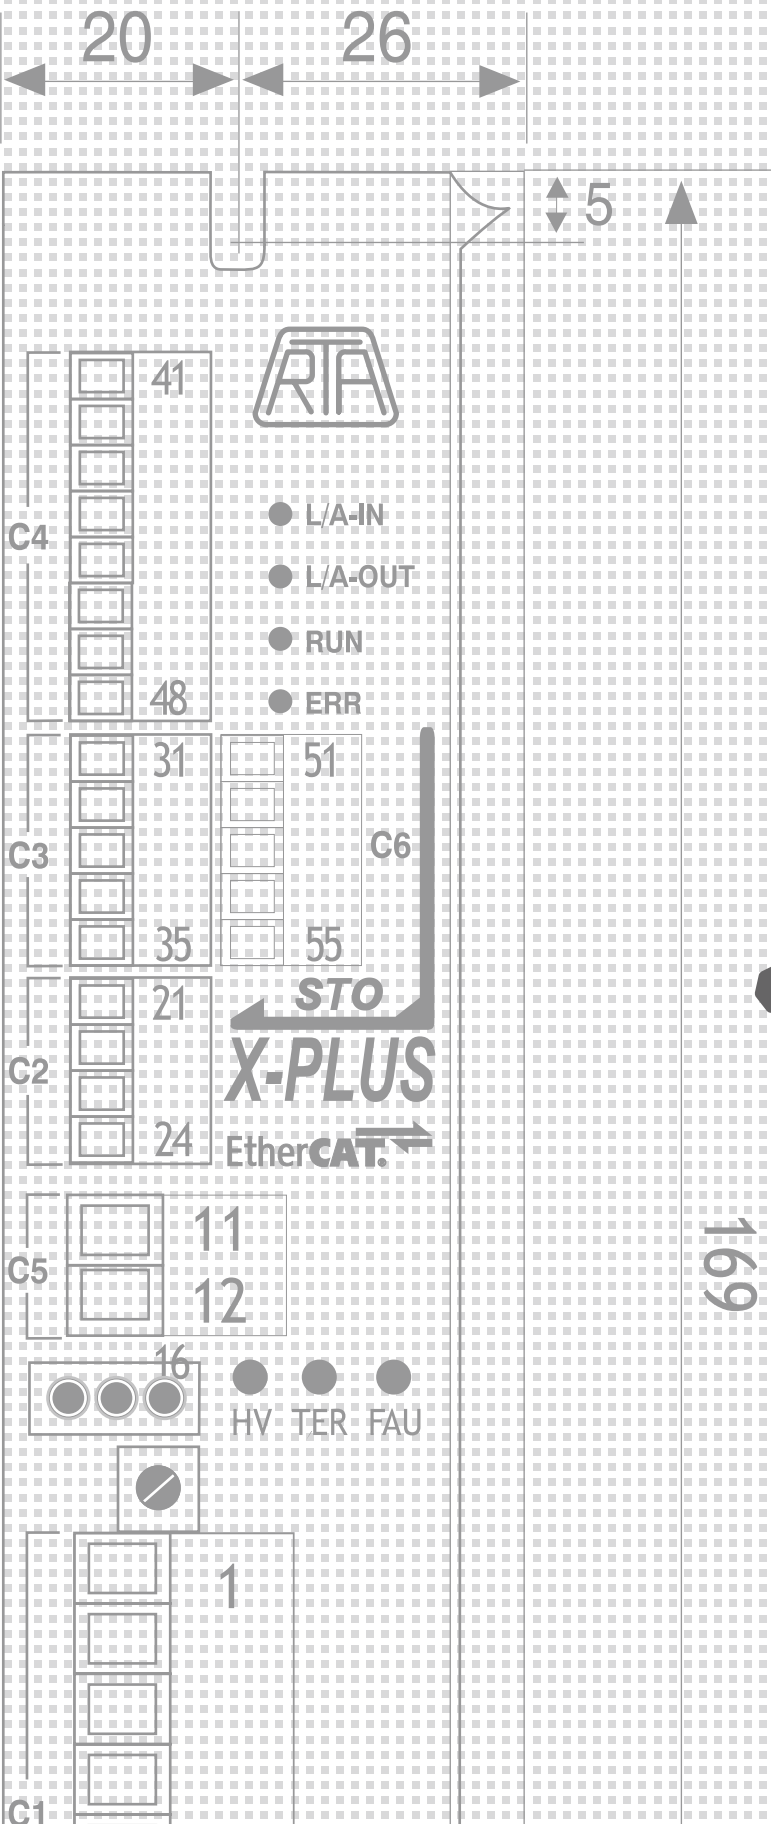 20 26
5
RTA
41
L/A-IN
C4
L/A-OUT
RUN
48
ERR
31 51
C3 C6
35 55
STO
21
X-PLUS
C2
24
EtherCAT.
11
169
C5
12
16
HV TER FAU
1
C1